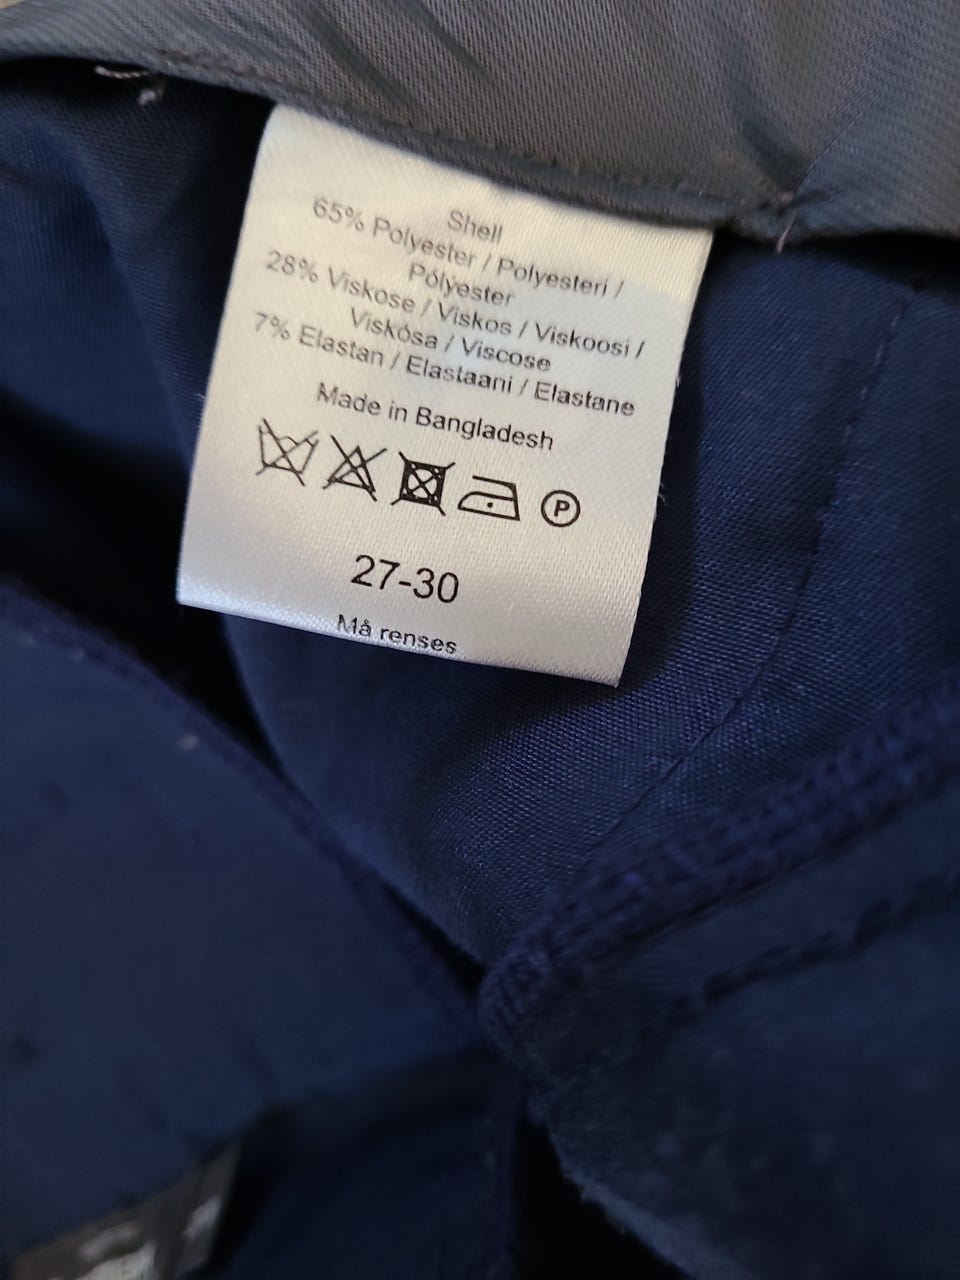 Shell
65% Polyester / Polyesteri /
Pólýester
28% Viskose / Viskos / Viskoosi /
Viskósa / Viscose
7% Elastan / Elastaani / Elastane
Made in Bangladesh
P
27-30
Må renses